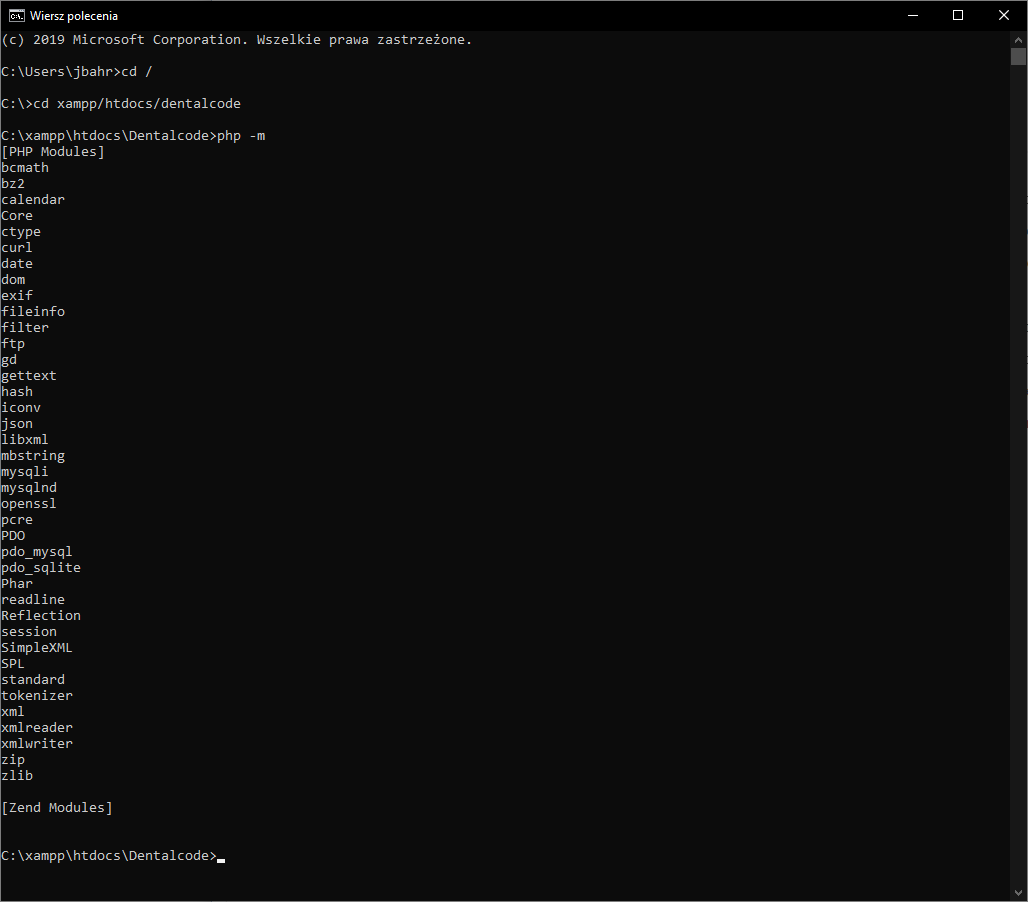 Wiersz polecenia
(c) 2019 Microsoft Corporation. Wszelkie prawa zastrzeżone.
C:\Users\jbahr>cd /
C:\>cd xampp/htdocs/dentalcode
C:\xampp\htdocs\Dentalcode>php -m
[PHP Modules]
bcmath
bz2
calendar
Core
ctype
curl
date
dom
exif
fileinfo
filter
ftp
gd
gettext
hash
iconv
json
libxml
mbstring
mysqli
mysqlnd
openssl
pcre
PDO
pdo_mysql
pdo_sqlite
Phar
readline
Reflection
session
SimpleXML
SPL
standard
tokenizer
xml
xmlreader
xmlwriter
zip
zlib
[Zend Modules]
C:\xampp\htdocs\Dentalcode>